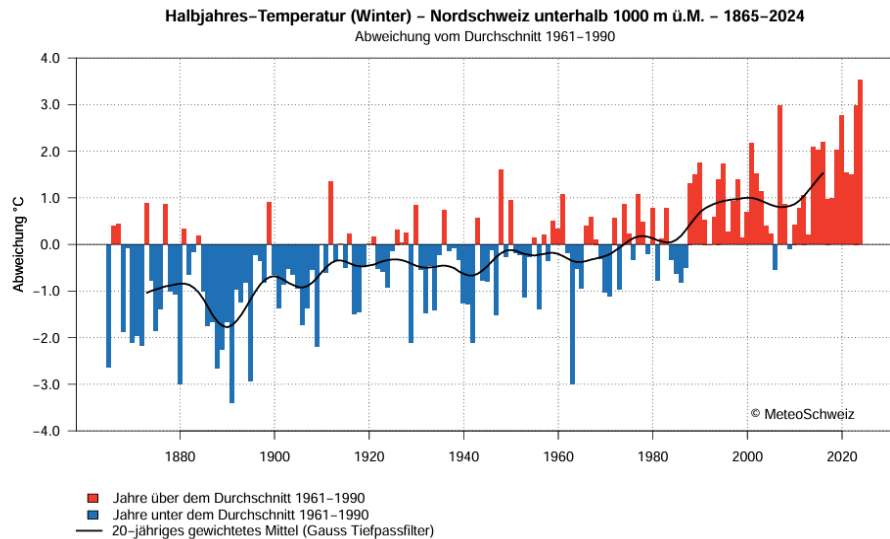 Halbjahres–Temperatur (Winter) – Nordschweiz unterhalb 1000 m ü.M. – 1865–2024
Abweichung vom Durchschnitt 1961–1990
4.0
3.0
2.0
1.0
0.0
−1.0
−2.0
−3.0
−4.0
Abweichung °C
© MeteoSchweiz
1880 1900 1920 1940 1960 1980 2000 2020
Jahre über dem Durchschnitt 1961–1990
Jahre unter dem Durchschnitt 1961–1990
20–jähriges gewichtetes Mittel (Gauss Tiefpassfilter)